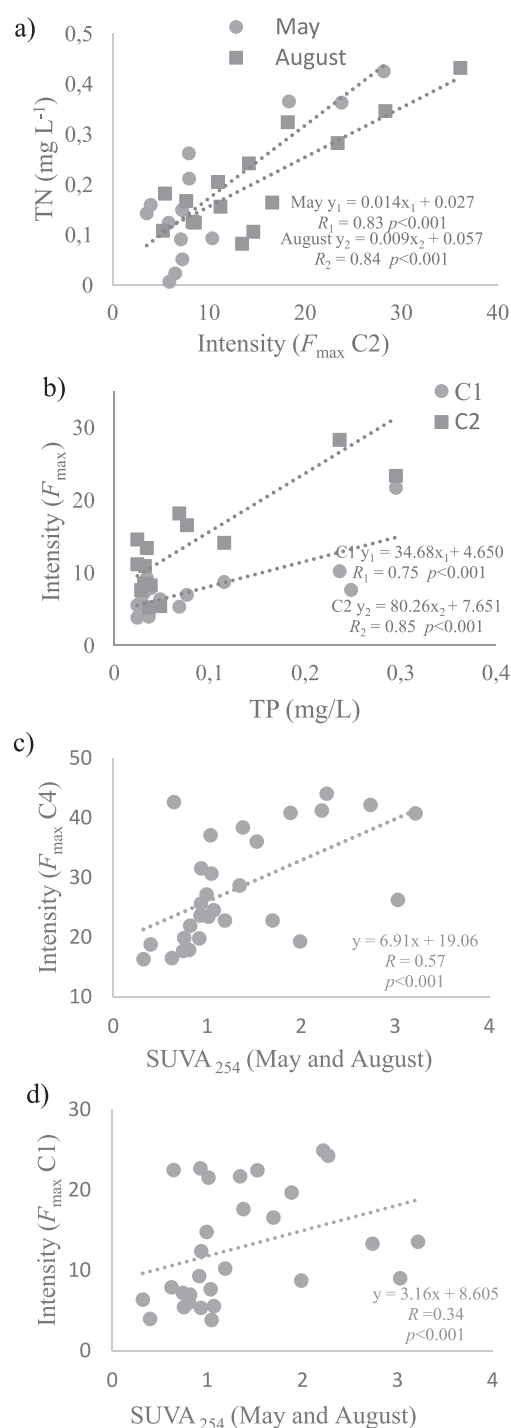 a)
May
August
0,5
0,4
0,3
0,2
0,1
0
TN (mg L-1)
May y1 = 0.014x1 + 0.027
R1 = 0.83 p<0.001
August y2 = 0.009x2 + 0.057
R2 = 0.84 p<0.001
0 10 20 30 40
Intensity (Fmax C2)
b)
C1
C2
30
20
10
0
Intensity (Fmax)
C1 y1 = 34.68x1+ 4.650
R1 = 0.75 p<0.001
C2 y2 = 80.26x2 + 7.651
R2 = 0.85 p<0.001
0 0,1 0,2 0,3 0,4
TP (mg/L)
c)
50
40
30
20
10
Intensity (Fmax C4)
y = 6.91x + 19.06
R = 0.57
p<0.001
0 1 2 3 4
SUVA254 (May and August)
d)
30
20
10
0
Intensity (Fmax C1)
y = 3.16x + 8.605
R =0.34
p<0.001
0 1 2 3 4
SUVA254 (May and August)